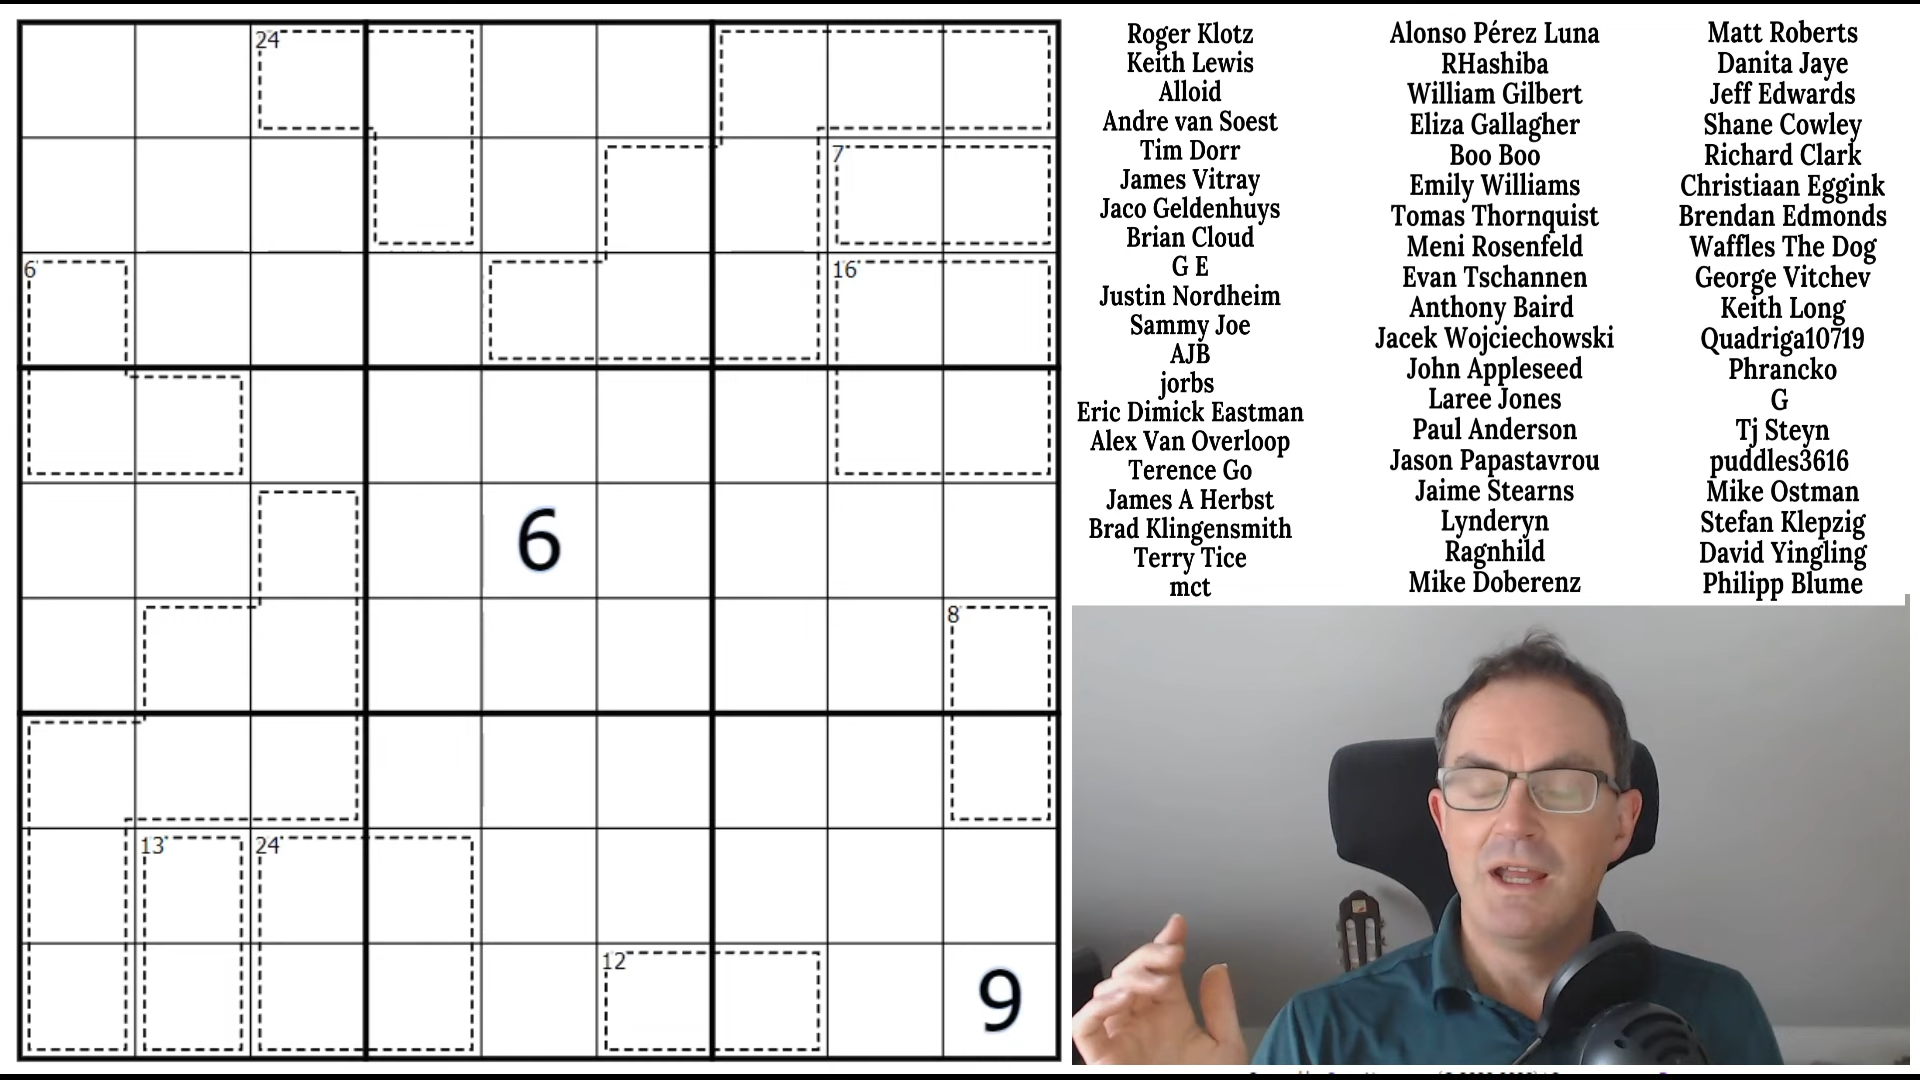 24
7
6
16
6
8
13
24
12
9
Roger Klotz
Keith Lewis
Alloid
Andre van Soest
Tim Dorr
James Vitray
Jaco Geldenhuys
Brian Cloud
G E
Justin Nordheim
Sammy Joe
AJB
jorbs
Eric Dimick Eastman
Alex Van Overloop
Terence Go
James A Herbst
Brad Klingensmith
Terry Tice
mct
Alonso Pérez Luna
RHashiba
William Gilbert
Eliza Gallagher
Boo Boo
Emily Williams
Tomas Thornquist
Meni Rosenfeld
Evan Tschannen
Anthony Baird
Jacek Wojciechowski
John Appleseed
Laree Jones
Paul Anderson
Jason Papastavrou
Jaime Stearns
Lynderyn
Ragnhild
Mike Doberenz
Matt Roberts
Danita Jaye
Jeff Edwards
Shane Cowley
Richard Clark
Christiaan Eggink
Brendan Edmonds
Waffles The Dog
George Vitchev
Keith Long
Quadriga10719
Phrancko
G
Tj Steyn
puddles3616
Mike Ostman
Stefan Klepzig
David Yingling
Philipp Blume